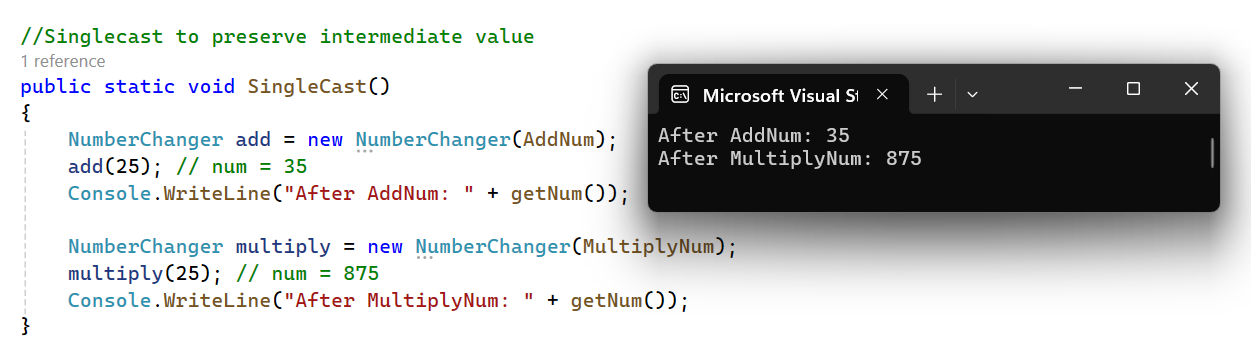 //Singlecast to preserve intermediate value
1 reference
public static void SingleCast()
{
NumberChanger add = new NumberChanger(AddNum);
add(25); // num = 35
Console.WriteLine("After AddNum: " + getNum());
NumberChanger multiply = new NumberChanger(MultiplyNum);
multiply(25); // num = 875
Console.WriteLine("After MultiplyNum: " + getNum());
}
Microsoft Visual St
After AddNum: 35
After MultiplyNum: 875